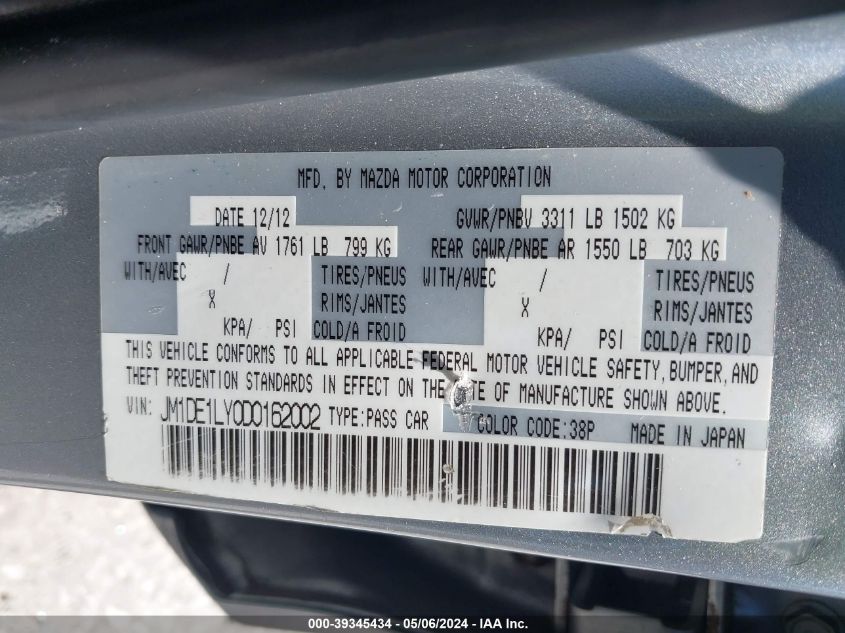 MFD. BY MAZDA MOTOR CORPORATION
DATE 12/12 GVWR/PNBV 3311 LB 1502 KG
FRONT GAWR/PNBE AV 1761 LB 799 KG REAR GAWR/PNBE AR 1550 LB 703 KG
WITH/AVEC / TIRES/PNEUS WITH/AVEC / TIRES/PNEUS
X RIMS/JANTES X RIMS/JANTES
KPA/ PSI COLD/A FROID KPA/ PSI COLD/A FROID
THIS VEHICLE CONFORMS TO ALL APPLICABLE FEDERAL MOTOR VEHICLE SAFETY, BUMPER, AND
THEFT PREVENTION STANDARDS IN EFFECT ON THE DATE OF MANUFACTURE SHOWN ABOVE.
VIN: JM1DE1LY0D0162002 TYPE:PASS CAR COLOR CODE:38P MADE IN JAPAN
000-39345434 - 05/06/2024 - IAA Inc.